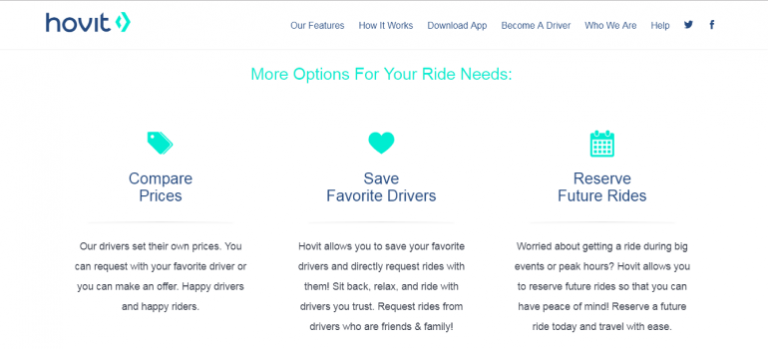 hovit
Our Features How It Works Download App Become A Driver Who We Are Help
More Options For Your Ride Needs:
Compare
Prices
Our drivers set their own prices. You
can request with your favorite driver or
you can make an offer. Happy drivers
and happy riders.
Save
Favorite Drivers
Hovit allows you to save your favorite
drivers and directly request rides with
them! Sit back, relax, and ride with
drivers you trust. Request rides from
drivers who are friends & family!
Reserve
Future Rides
Worried about getting a ride during big
events or peak hours? Hovit allows you
to reserve future rides so that you can
have peace of mind! Reserve a future
ride today and travel with ease.